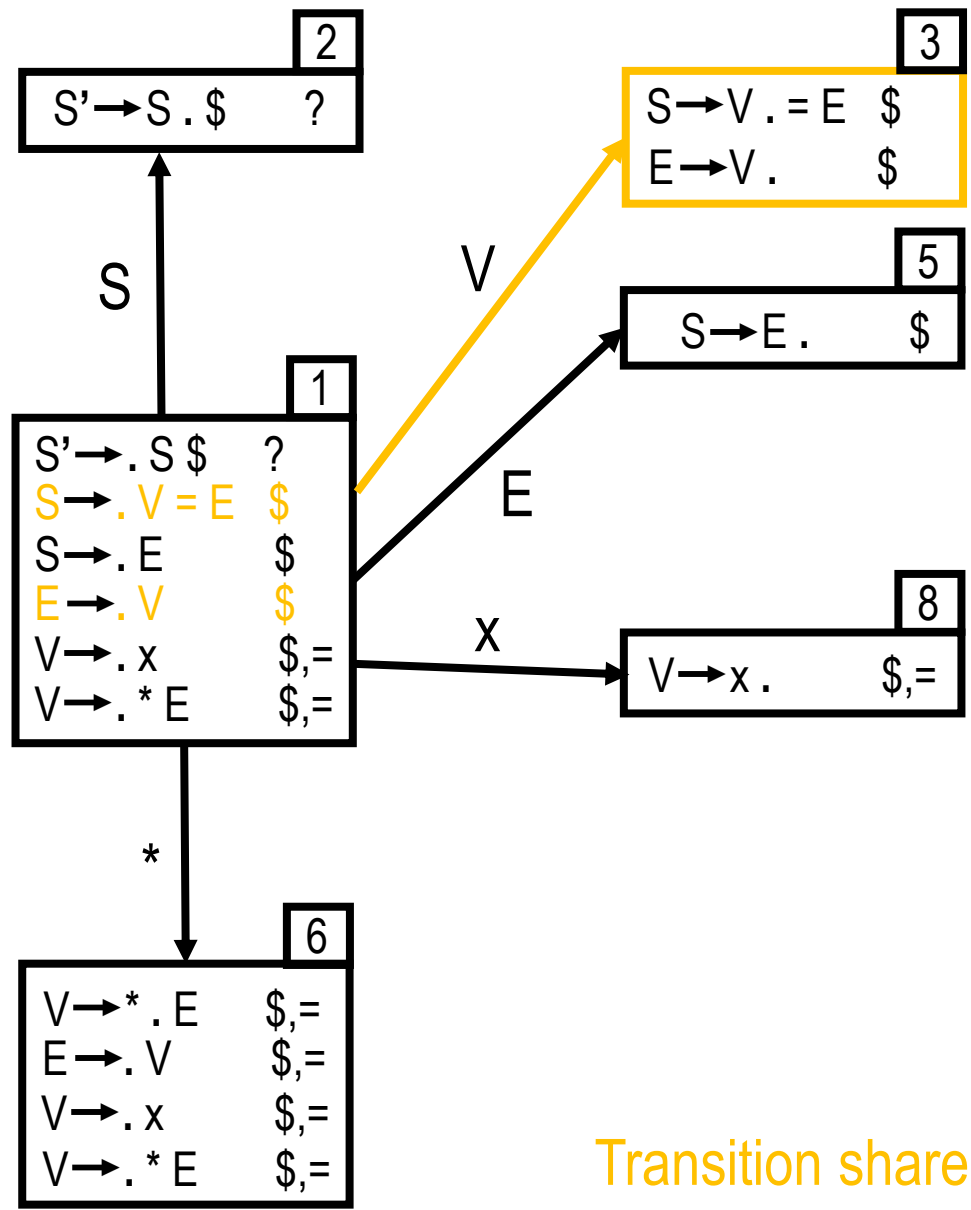 2
S'→S . $ ?
3
S→V . = E $
E→V . $
S
V
5
S→E . $
1
S'→. S $ ?
S→. V = E $
S→. E $
E→. V $
V→. x $,=
V→. * E $,=
E
x
8
V→x . $,=
*
6
V→* . E $,=
E→. V $,=
V→. x $,=
V→. * E $,=
Transition share